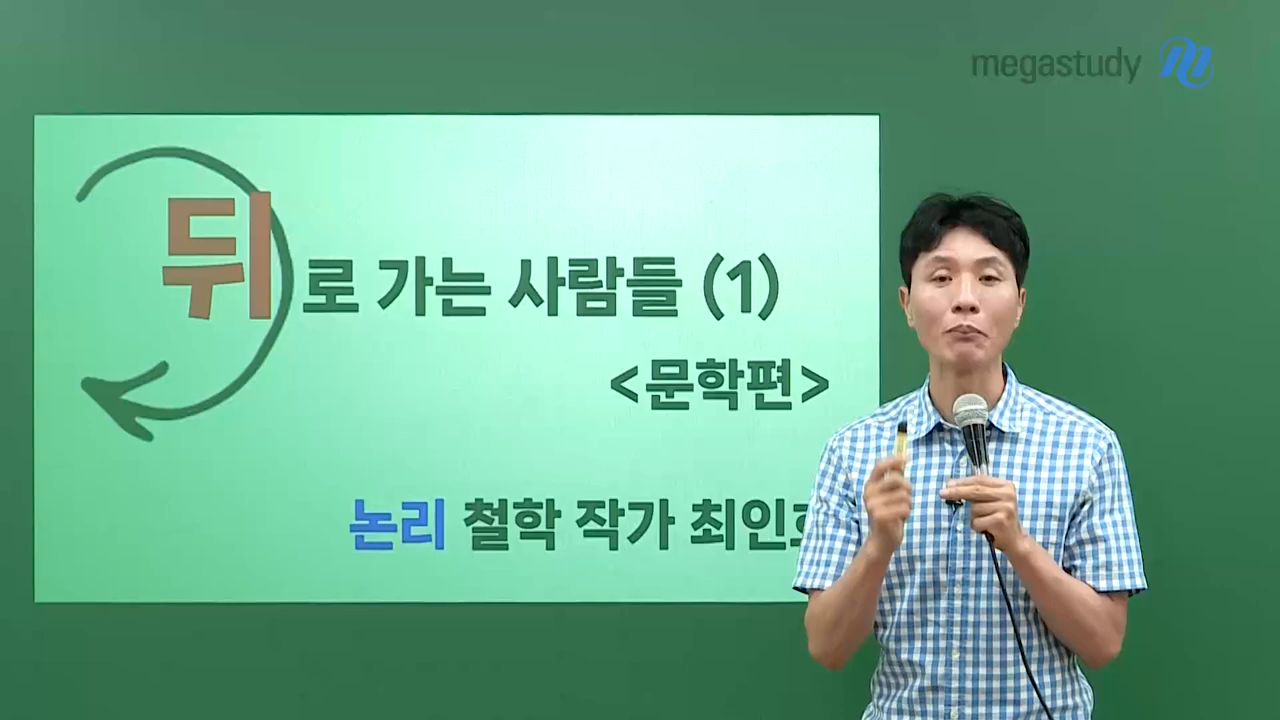 megastudy
뒤로 가는 사람들 (1)
<문학편>
논리 철학 작가 최인